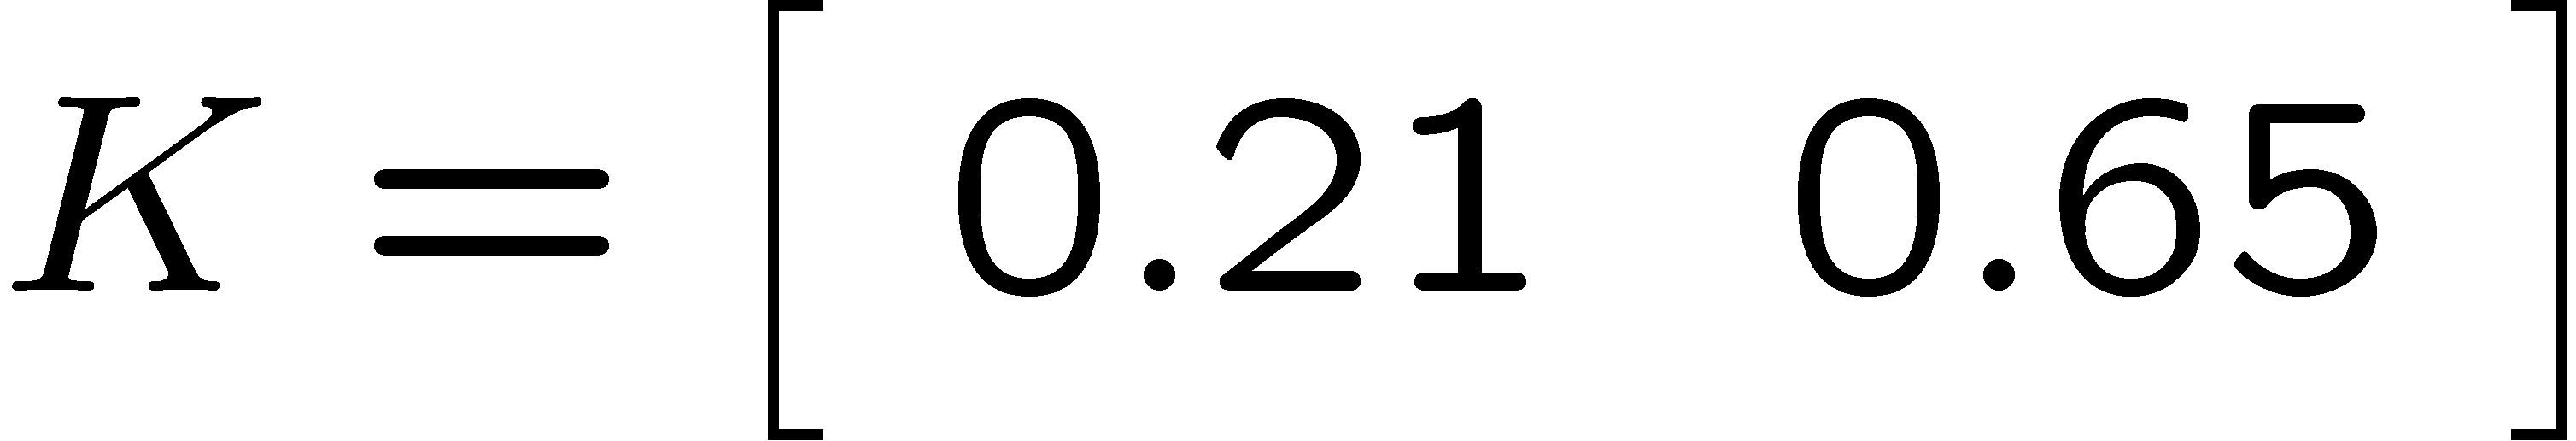 K = [ 0.21 0.65 ]